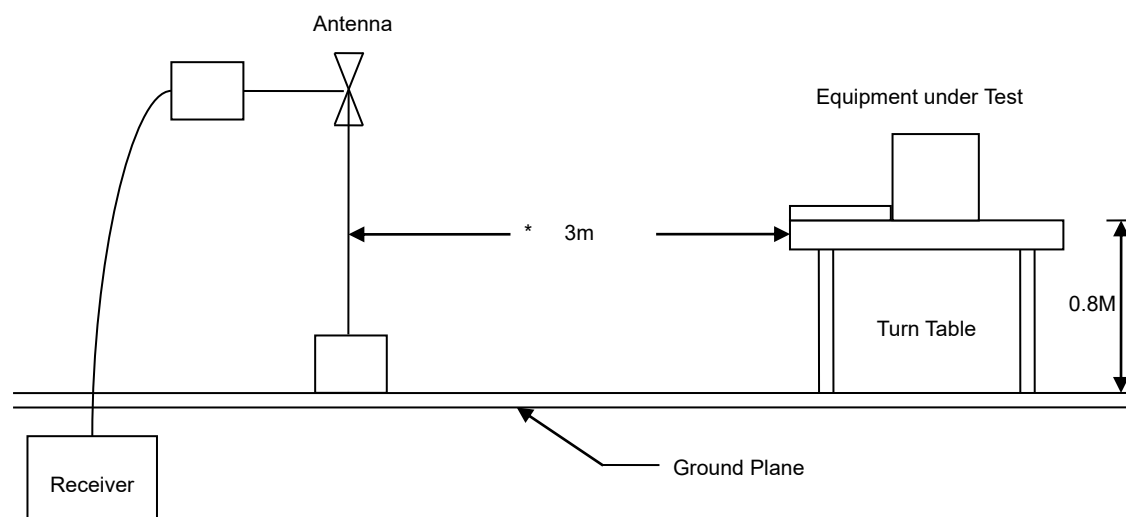 Antenna
Equipment under Test
* 3m
0.8M
Turn Table
Ground Plane
Receiver